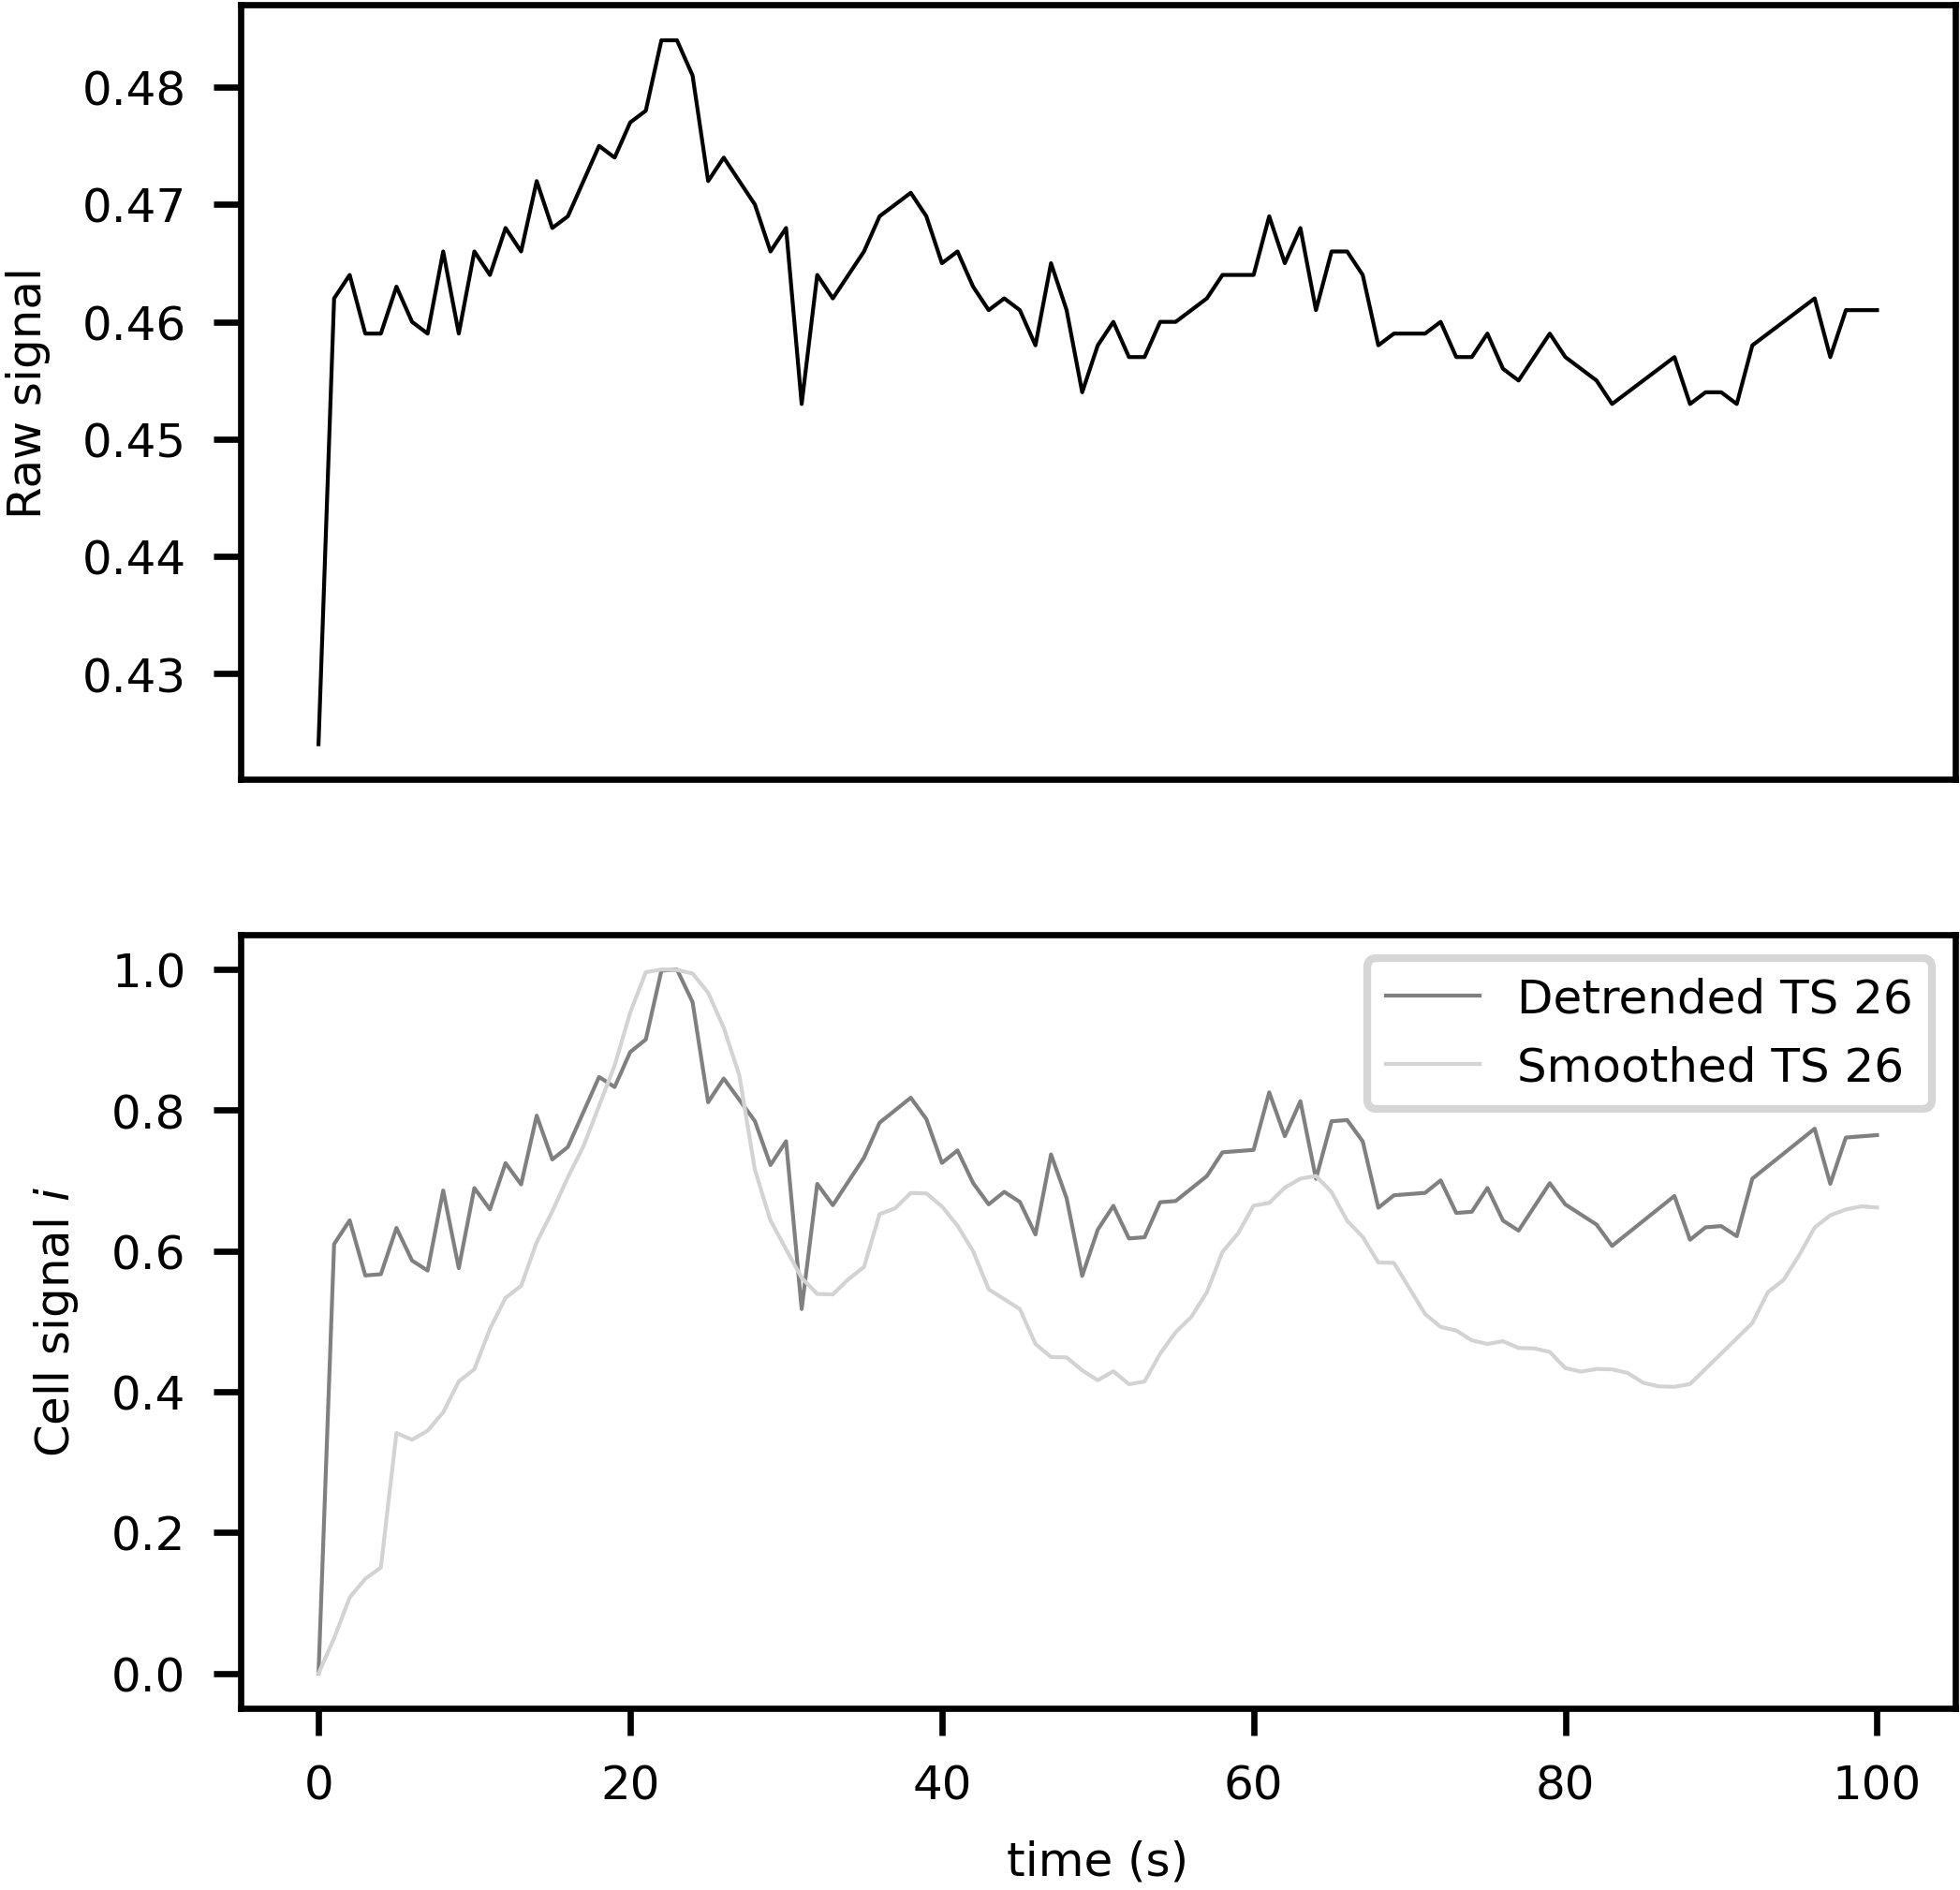 Raw signal
0.48
0.47
0.46
0.45
0.44
0.43
Cell signal i
1.0
0.8
0.6
0.4
0.2
0.0
Detrended TS 26
Smoothed TS 26
0 20 40 60 80 100
time (s)